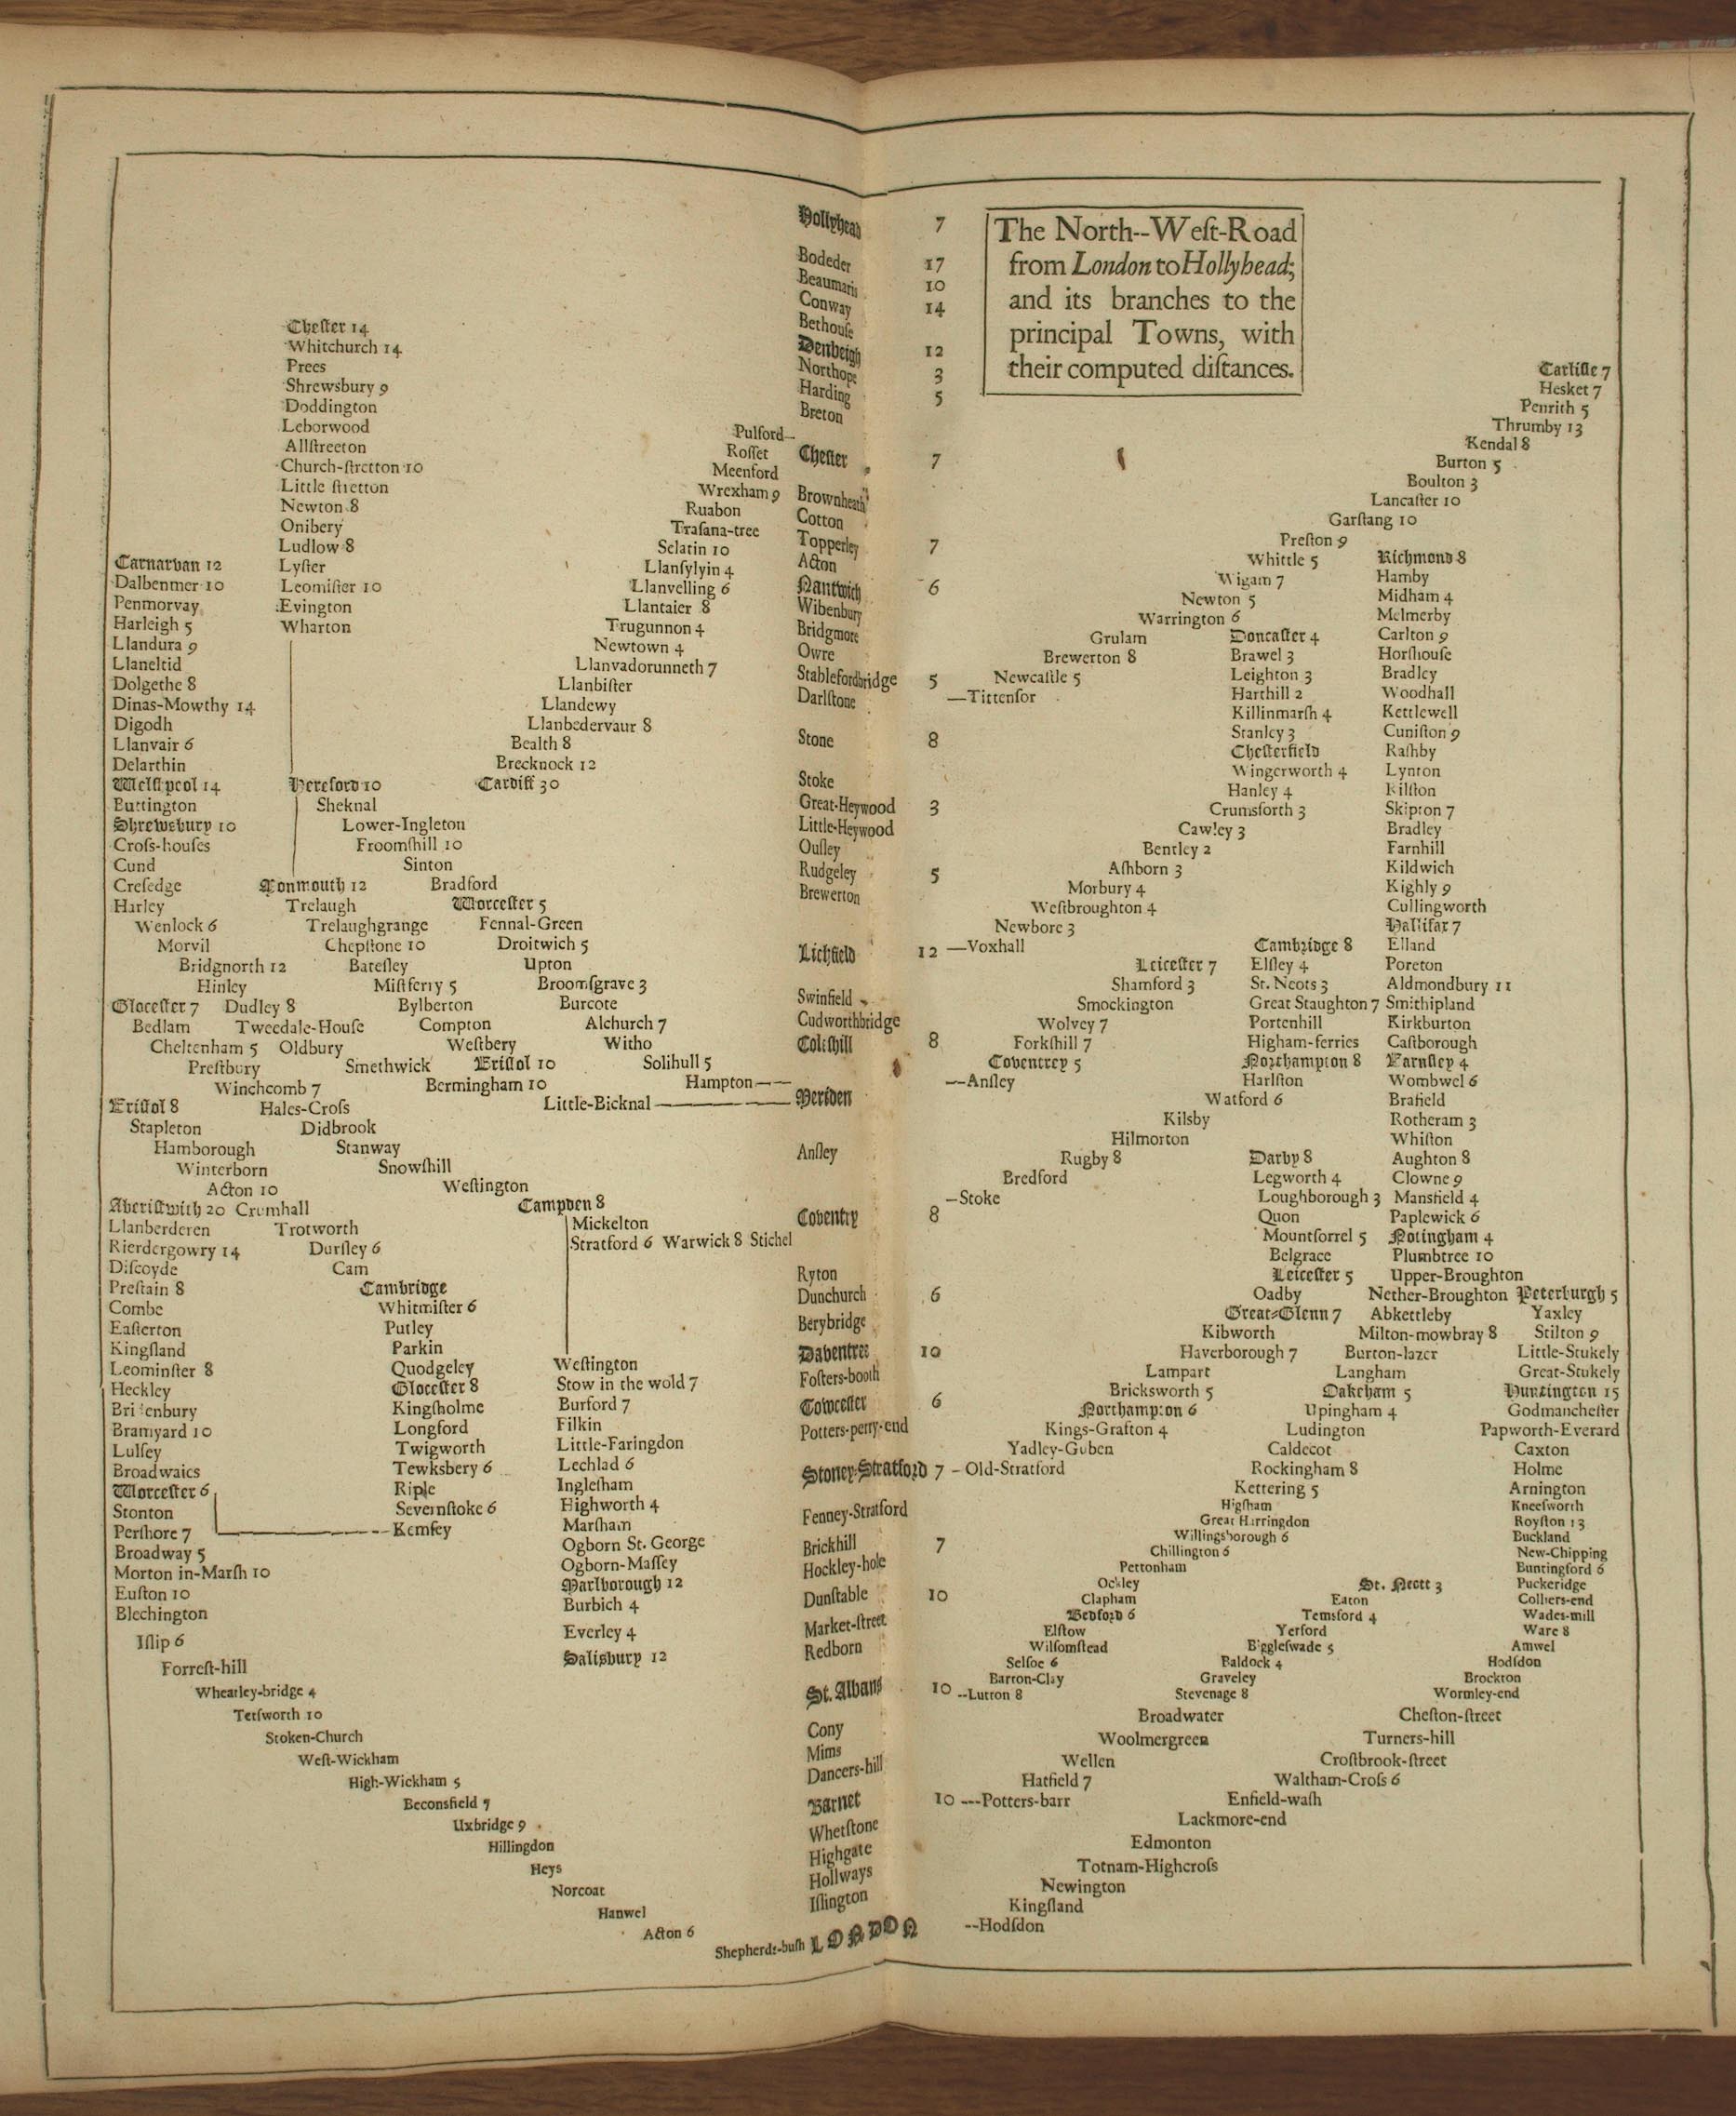 The North--Weſt-Road
from London to Hollyhead;
and its branches to the
principal Towns, with
their computed diſtances.
Hollyhead 7
Bodeder 17
Beaumaris 10
Conway 14
Bethouſe
Denbeigh 12
Northope 3
Harding 5
Breton
Cheſter 7
Brownheath
Cotton
Topperley 7
Acton
Nantwich 6
Wibenbury
Bridgmore
Owre
Stablefordbridge 5
Darlſtone
Stone 8
Stoke
Great-Heywood 3
Little-Heywood
Ouſley
Rudgeley 5
Brewerton
Lichfield 12
Swinfield
Cudworthbridge
Coleſhill 8
Meriden
Anſley
Coventry 8
Ryton
Dunchurch 6
Berybridge
Daventree 10
Foſters-booth
Towceſter 6
Potters-perry-end
Stoney-Stratford 7
Fenney-Stratford
Brickhill 7
Hockley-hole
Dunſtable 10
Market-ſtreet
Redborn
St. Albans 10
Cony
Mims
Dancers-hill
Barnet 10
Whetſtone
Highgate
Hollways
Iſlington
LONDON
Cheſter 14
Whitchurch 14
Prees
Shrewsbury 9
Doddington
Leborwood
Allſtreeton
Church-ſtretton 10
Little ſtretton
Newton 8
Onibery
Ludlow 8
Lyſter
Leomiſter 10
Evington
Wharton
Hereford 10
Pulford
Roſſet
Meenford
Wrexham 9
Ruabon
Traſana-tree
Selatin 10
Llanſylyin 4
Llanvelling 6
Llantaier 8
Trugunnon 4
Newtown 4
Llanvadorunneth 7
Llanbiſter
Llandewy
Llanbedervaur 8
Bealth 8
Brecknock 12
Cardiff 30
Carnarvan 12
Dalbenmer 10
Penmorvay
Harleigh 5
Llandura 9
Llaneltid
Dolgethe 8
Dinas-Mowthy 14
Digodh
Llanvair 6
Delarthin
Welſhpool 14
Buttington
Shrewsbury 10
Croſs-houſes
Cund
Creſedge
Harley
Wenlock 6
Morvil
Bridgnorth 12
Hinley
Dudley 8
Tweedale-Houſe
Oldbury
Smethwick
Bermingham 10
Little-Bicknal
Sheknal
Lower-Ingleton
Froomſhill 10
Sinton
Bradford
Worceſter 5
Fennal-Green
Droitwich 5
Upton
Broomſgrave 3
Burcote
Alchurch 7
Witho
Solihull 5
Hampton
Monmouth 12
Trelaugh
Trelaughgrange
Chepſtone 10
Bateſley
Miſtferry 5
Bylberton
Compton
Weſtbery
Briſtol 10
Gloceſter 7
Bedlam
Cheltenham 5
Preſtbury
Winchcomb 7
Hales-Croſs
Didbrook
Stanway
Snowſhill
Weſtington
Campden 8
Mickelton
Stratford 6 Warwick 8 Stichel
Briſtol 8
Stapleton
Hamborough
Winterborn
Acton 10
Crumhall
Trotworth
Durſley 6
Cam
Cambridge
Whitmiſter 6
Putley
Parkin
Quodgeley
Gloceſter 8
Kingſholme
Longford
Twigworth
Tewksbery 6
Riple
Severnſtoke 6
Kemſey
Aberiſtwith 20
Llanberderen
Rierdergowry 14
Diſcoyde
Preſtain 8
Combe
Eaſterton
Kingſland
Leominſter 8
Heckley
Bramyard 10
Lulſey
Broadwaies
Worceſter 6
Stonton
Perſhore 7
Broadway 5
Morton in-Marſh 10
Euſton 10
Blechington
Iſlip 6
Forreſt-hill
Wheatley-bridge 4
Tetſworth 10
Stoken-Church
Weſt-Wickham
High-Wickham 5
Beconsfield 7
Uxbridge 9
Hillingdon
Heys
Norcoat
Hanwel
Acton 6
Shepherds-buſh
Weſtington
Stow in the wold 7
Burford 7
Filkin
Little-Faringdon
Lechlad 6
Ingleſham
Highworth 4
Marſham
Ogborn St. George
Ogborn-Maſſey
Marlborough 12
Burbich 4
Everley 4
Salisbury 12
Carliſle 7
Hesket 7
Penrith 5
Thrumby 13
Kendal 8
Burton 5
Boulton 3
Lancaſter 10
Garſtang 10
Preſton 9
Whittle 5
Wigam 7
Newton 5
Warrington 6
Grulam
Brewerton 8
Newcaſtle 5
—Tittenſor
Doncaſter 4
Brawel 3
Leighton 3
Harthill 2
Killinmarſh 4
Stanley 3
Cheſterfield
Wingerworth 4
Hanley 4
Crumsforth 3
Cawley 3
Bentley 2
Aſhborn 3
Morbury 4
Weſtbroughton 4
Newbore 3
—Voxhall
Leiceſter 7
Shamford 3
Smockington
Wolvey 7
Forkſhill 7
Coventrey 5
—Anſley
Cambridge 8
Elſley 4
St. Neots 3
Great Staughton 7
Portenhill
Higham-ferries
Northampton 8
Harlſton
Watford 6
Kilsby
Hilmorton
Rugby 8
Bredford
—Stoke
Richmond 8
Hamby
Midham 4
Melmerby
Carlton 9
Horſhouſe
Bradley
Woodhall
Kettlewell
Cuniſton 9
Raſhby
Lynton
Kilſton
Skipton 7
Bradley
Farnhill
Kildwich
Kighly 9
Cullingworth
Hallifax 7
Elland
Poreton
Aldmondbury 11
Smithipland
Kirkburton
Caſtborough
Barnſley 4
Wombwel 6
Brafield
Rotheram 3
Whiſton
Aughton 8
Clowne 9
Mansfield 4
Paplewick 6
Notingham 4
Plumbtree 10
Upper-Broughton
Nether-Broughton
Abkettleby
Milton-mowbray 8
Burton-lazer
Langham
Oakeham 5
Upingham 4
Ludington
Caldecot
Rockingham 8
Kettering 5
Higſham
Great Harringdon
Willingsborough 6
Chillington 6
Pettonham
Ockley
Clapham
Bedford 6
Elſtow
Wilſomſtead
Selſoe 6
Barton-Clay
--Lutton 8
Darby 8
Legworth 4
Loughborough 3
Quon
Mountſorrel 5
Belgrace
Leiceſter 5
Oadby
Great-Glenn 7
Kibworth
Haverborough 7
Lampart
Bricksworth 5
Northampton 6
Kings-Grafton 4
Yadley-Guben
– Old-Stratford
Peterburgh 5
Yaxley
Stilton 9
Little-Stukely
Great-Stukely
Huntington 15
Godmancheſter
Papworth-Everard
Caxton
Holme
Arnington
Kneeſworth
Royſton 13
Buckland
New-Chipping
Buntingford 6
Puckeridge
Colliers-end
Wades-mill
Ware 8
Amwel
Hodſdon
Brockton
Wormley-end
Cheſton-ſtreet
Turners-hill
Croſtbrook-ſtreet
Waltham-Croſs 6
Enfield-waſh
Lackmore-end
Edmonton
Totnam-Highcroſs
Newington
Kingſland
--Hodſdon
St. Neott 3
Eaton
Temsford 4
Yerford
Biggleſwade 5
Baldock 4
Graveley
Stevenage 8
Broadwater
Woolmergreen
Wellen
Hatfield 7
---Potters-barr